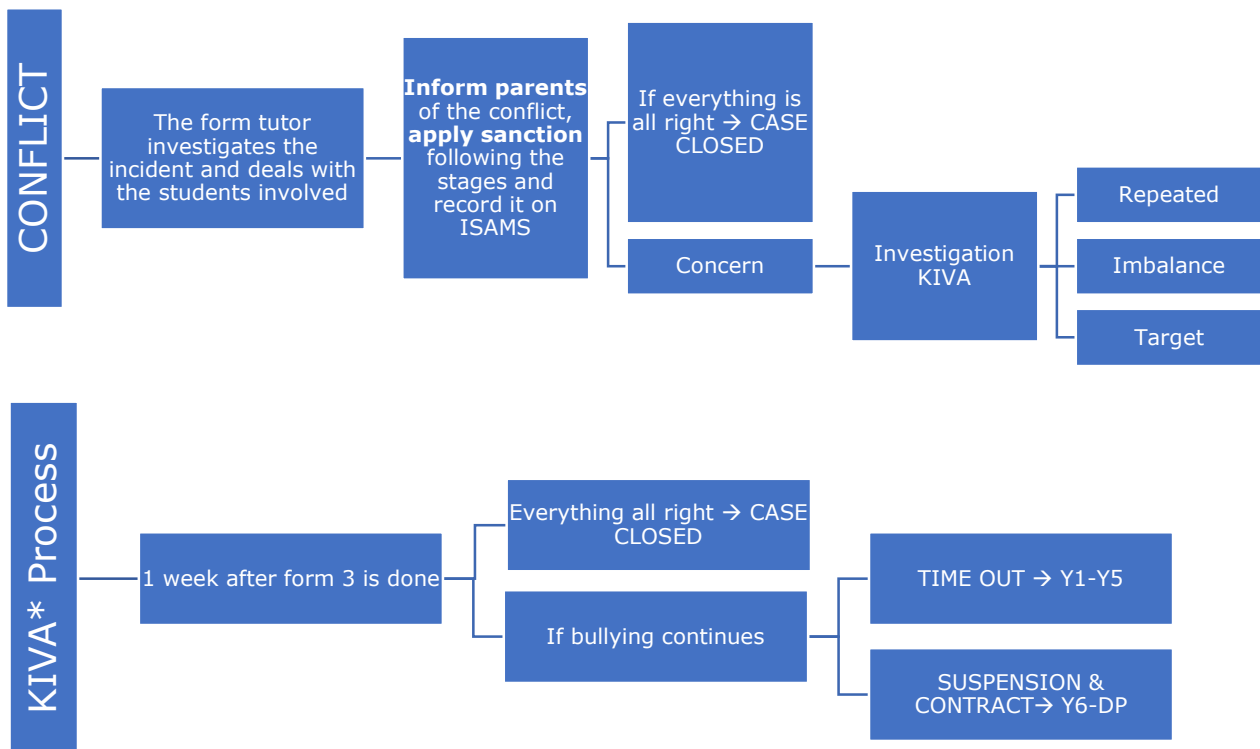 CONFLICT
The form tutor
investigates the
incident and deals with
the students involved
Inform parents
of the conflict,
apply sanction
following the
stages and
record it on
ISAMS
If everything is
all right → CASE
CLOSED
Concern
Investigation
KIVA
Repeated
Imbalance
Target
KIVA* Process
1 week after form 3 is done
Everything all right → CASE
CLOSED
If bullying continues
TIME OUT → Y1-Y5
SUSPENSION &
CONTRACT→ Y6-DP